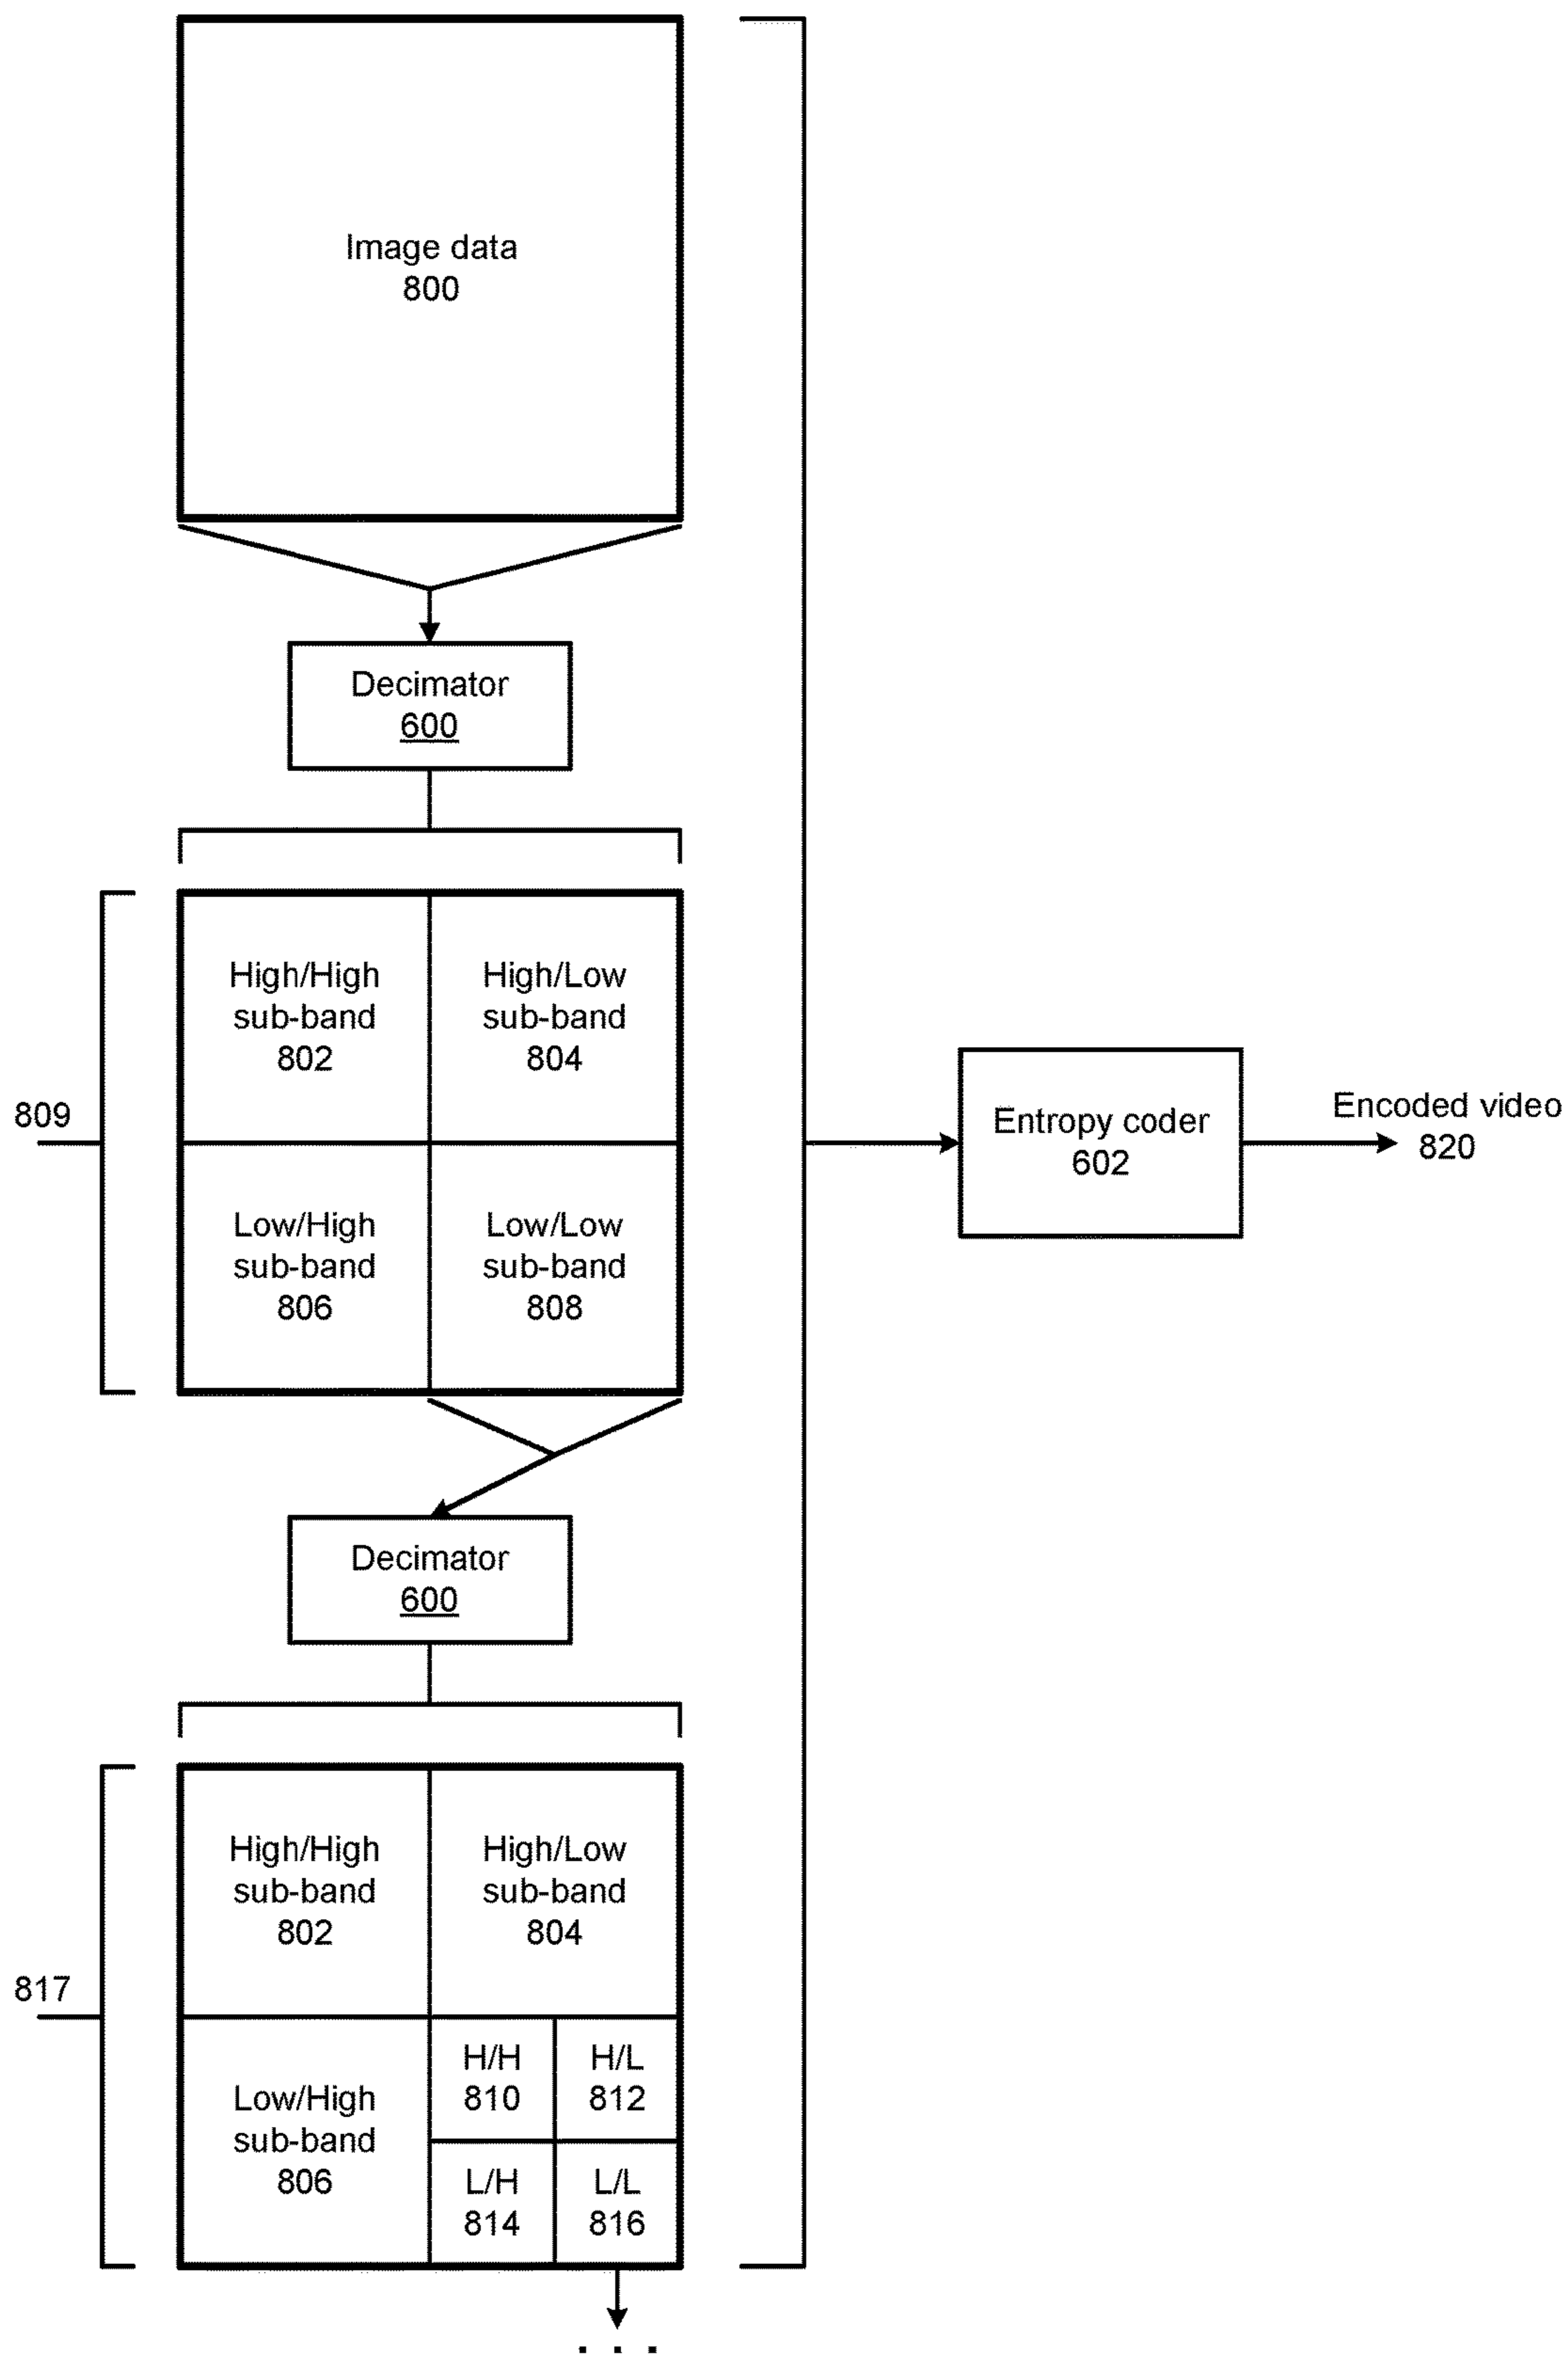 Image data
800
Decimator
600
High/High
sub-band
802
High/Low
sub-band
804
809
Low/High
sub-band
806
Low/Low
sub-band
808
Entropy coder
602
Encoded video
820
Decimator
600
High/High
sub-band
802
High/Low
sub-band
804
817
Low/High
sub-band
806
H/H
810
H/L
812
L/H
814
L/L
816
. . .